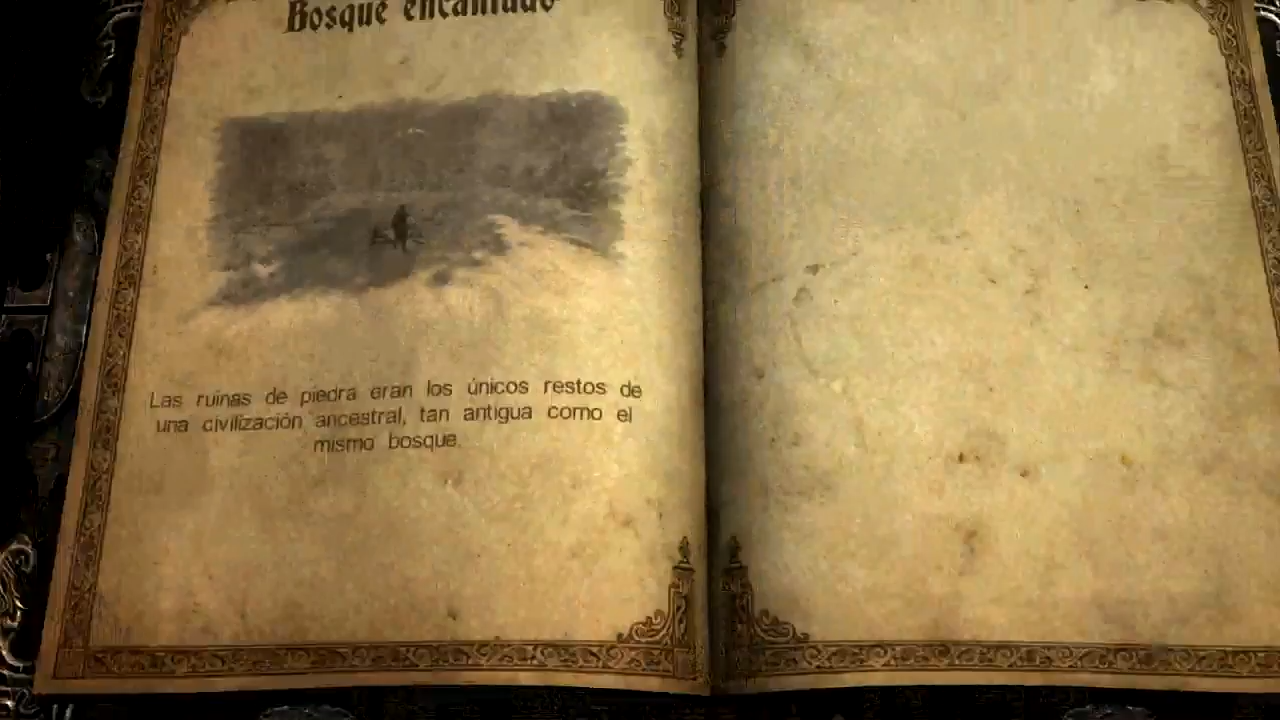 Bosque encantado
Las ruinas de piedra eran los únicos restos de
una civilización ancestral, tan antigua como el
mismo bosque.